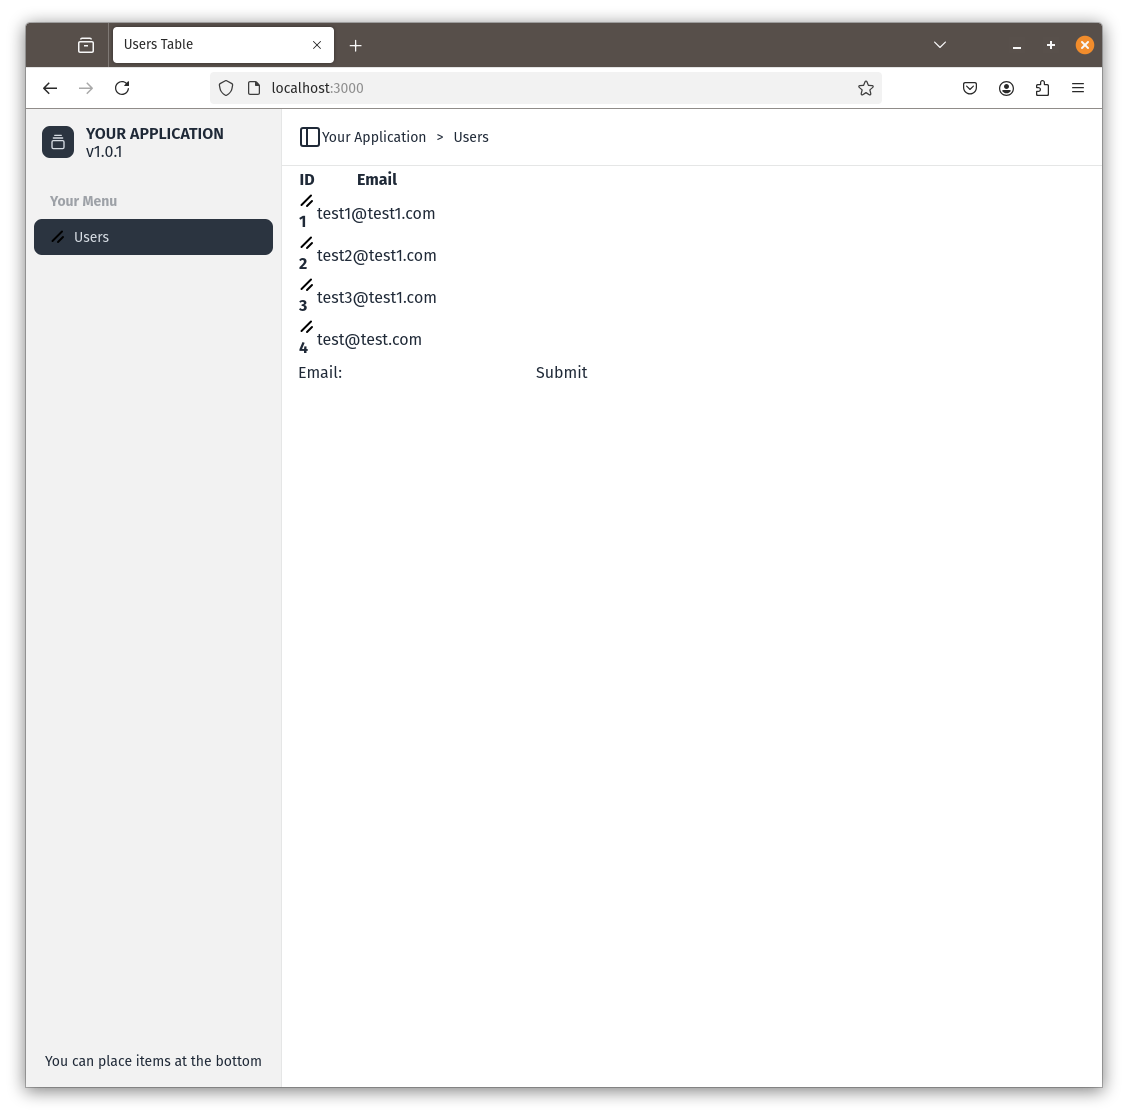 Users Table
localhost:3000
YOUR APPLICATION
v1.0.1
Your Menu
Users
You can place items at the bottom
Your Application > Users
ID Email
1 test1@test1.com
2 test2@test1.com
3 test3@test1.com
4 test@test.com
Email: Submit